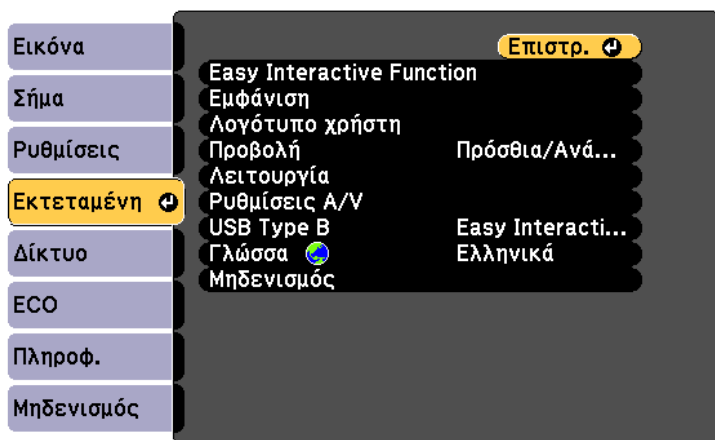 Εικόνα
Σήμα
Ρυθμίσεις
Εκτεταμένη
Δίκτυο
ECO
Πληροφ.
Μηδενισμός
Επιστρ.
Easy Interactive Function
Εμφάνιση
Λογότυπο χρήστη
Προβολή Πρόσθια/Ανά...
Λειτουργία
Ρυθμίσεις A/V
USB Type B Easy Interacti...
Γλώσσα Ελληνικά
Μηδενισμός